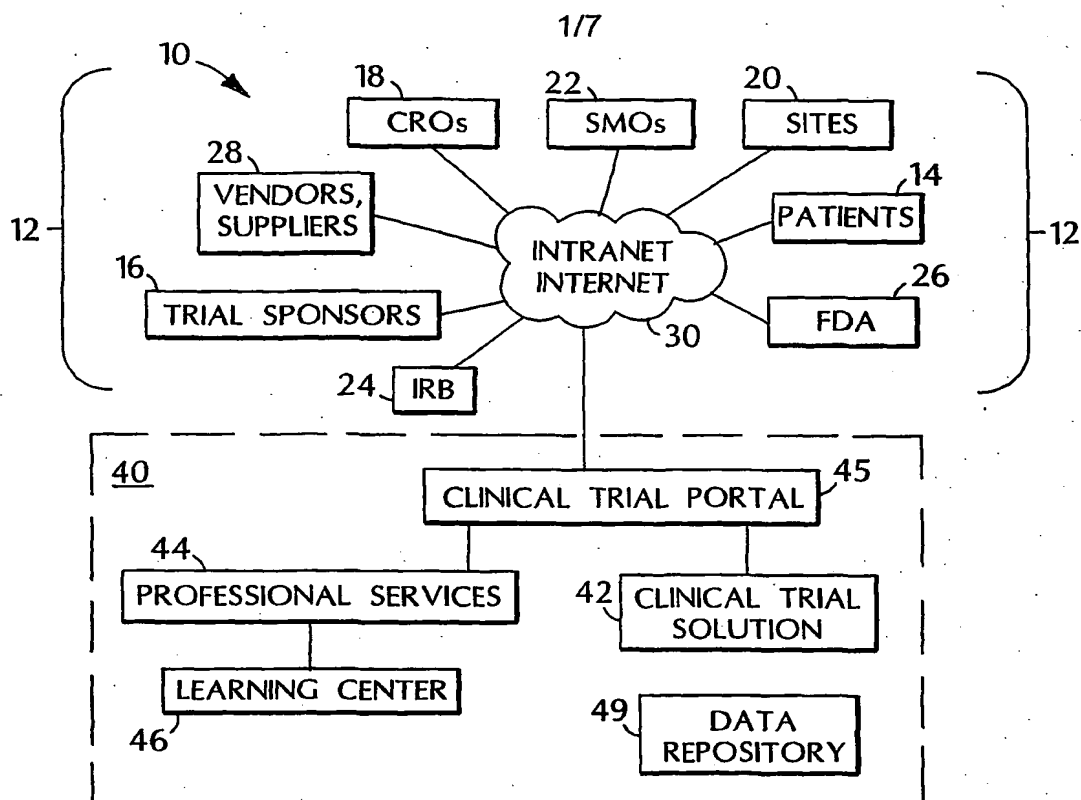 1/7
10
18
22
20
CROs
SMOs
SITES
28
VENDORS,
SUPPLIERS
14
PATIENTS
12
12
INTRANET
INTERNET
16
TRIAL SPONSORS
26
FDA
30
24
IRB
40
45
CLINICAL TRIAL PORTAL
44
PROFESSIONAL SERVICES
42
CLINICAL TRIAL
SOLUTION
LEARNING CENTER
46
49
DATA
REPOSITORY